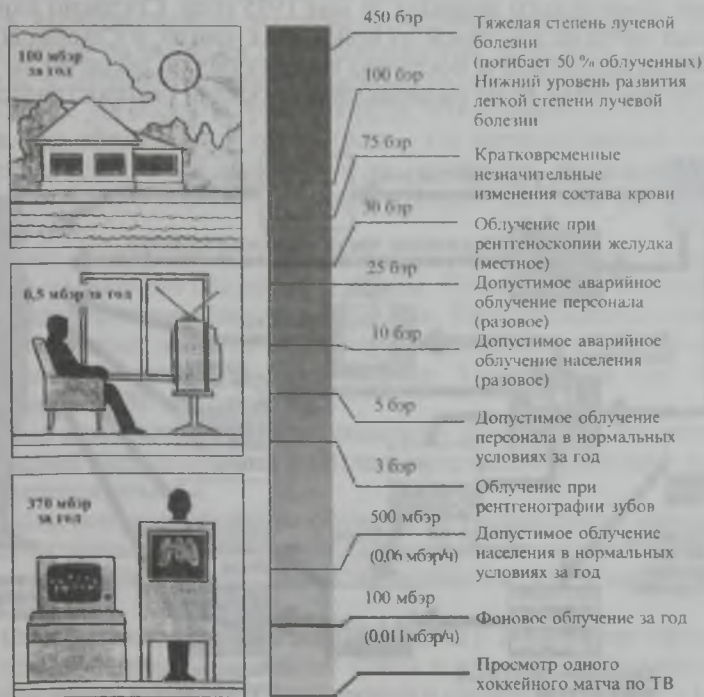 100 мбэр
за год
0,5 мбэр за год
370 мбэр
за год
450 бэр
Тяжелая степень лучевой
болезни
(погибает 50 % облученных)
100 бэр
Нижний уровень развития
легкой степени лучевой
болезни
75 бэр
Кратковременные
незначительные
изменения состава крови
30 бэр
Облучение при
рентгеноскопии желудка
(местное)
25 бэр
Допустимое аварийное
облучение персонала
(разовое)
10 бэр
Допустимое аварийное
облучение населения
(разовое)
5 бэр
Допустимое облучение
персонала в нормальных
условиях за год
3 бэр
Облучение при
рентгенографии зубов
500 мбэр
(0,06 мбэр/ч)
Допустимое облучение
населения в нормальных
условиях за год
100 мбэр
(0,011 мбэр/ч)
Фоновое облучение за год
Просмотр одного
хоккейного матча по ТВ